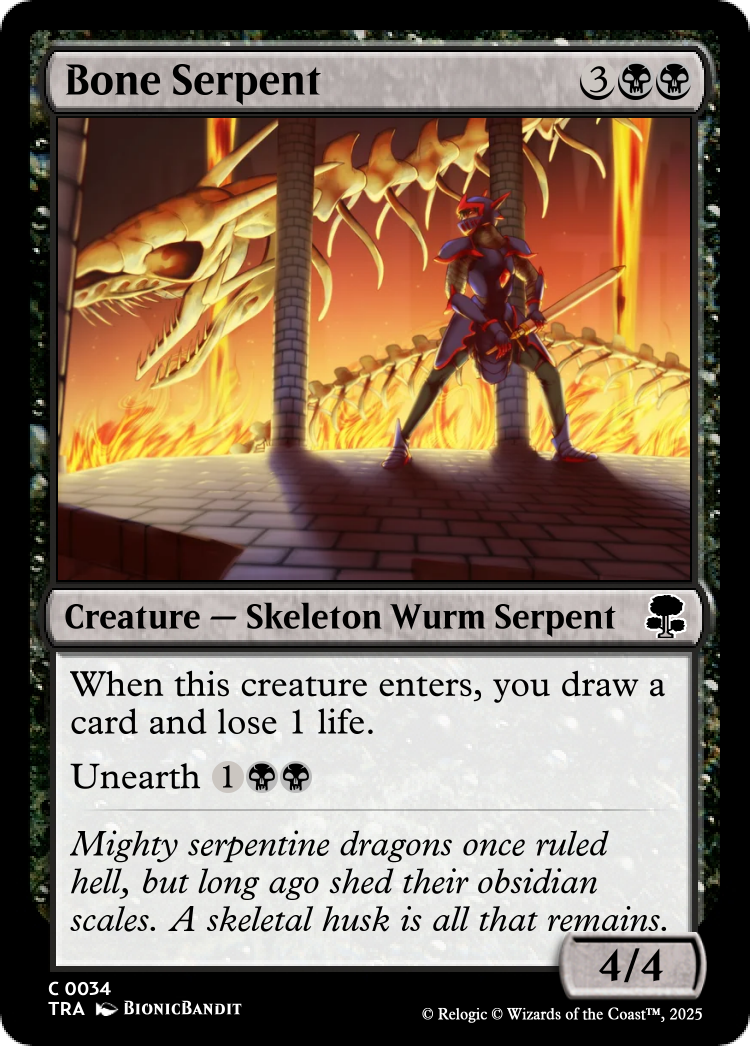 Bone Serpent 3
Creature — Skeleton Wurm Serpent
When this creature enters, you draw a
card and lose 1 life.
Unearth 1
Mighty serpentine dragons once ruled
hell, but long ago shed their obsidian
scales. A skeletal husk is all that remains.
4/4
C 0034
TRA BionicBandit
© Relogic © Wizards of the Coast™, 2025